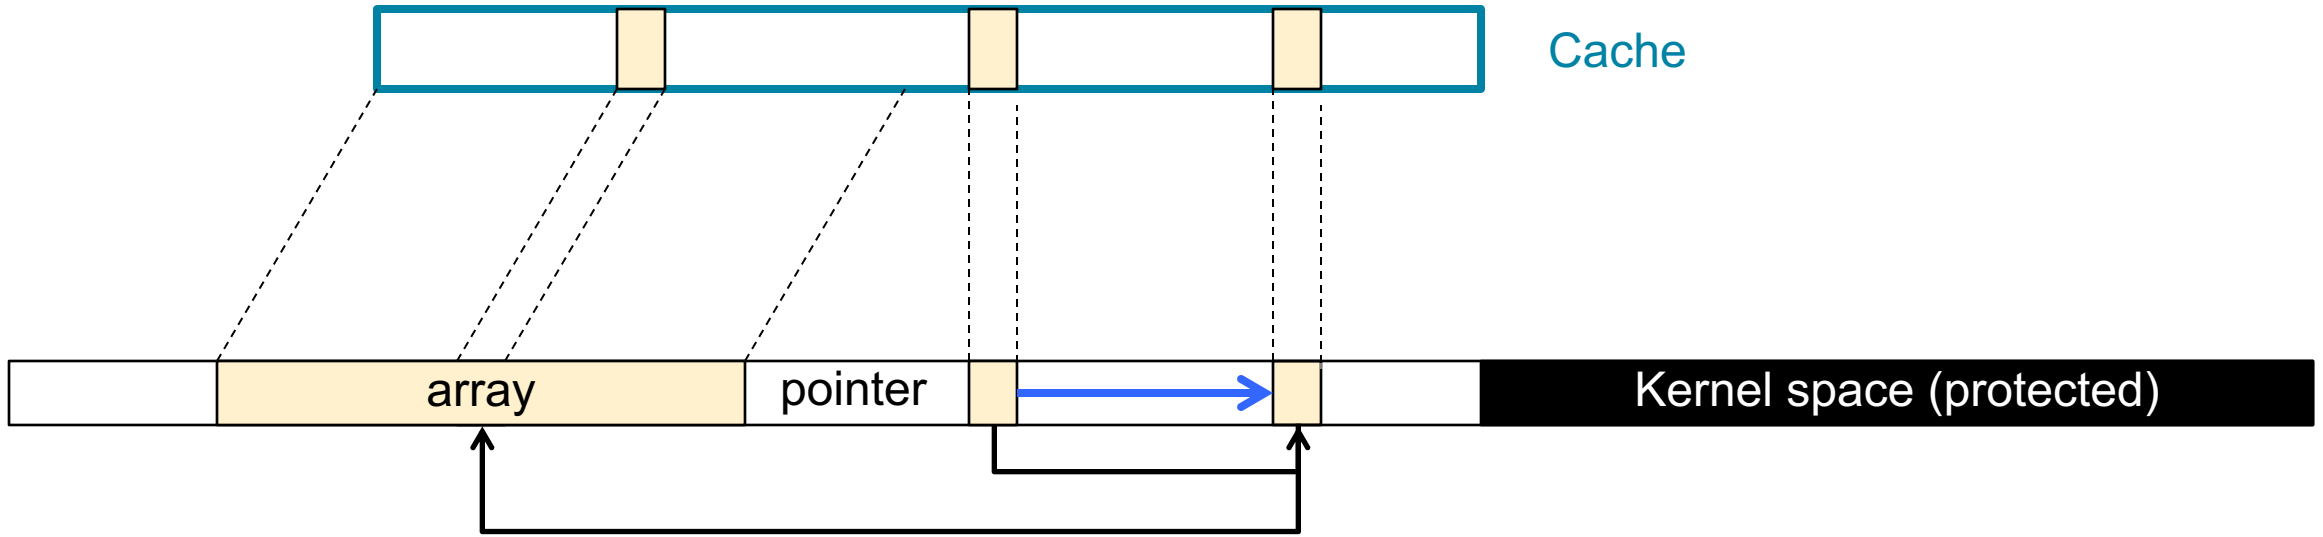 Cache
array
pointer
Kernel space (protected)